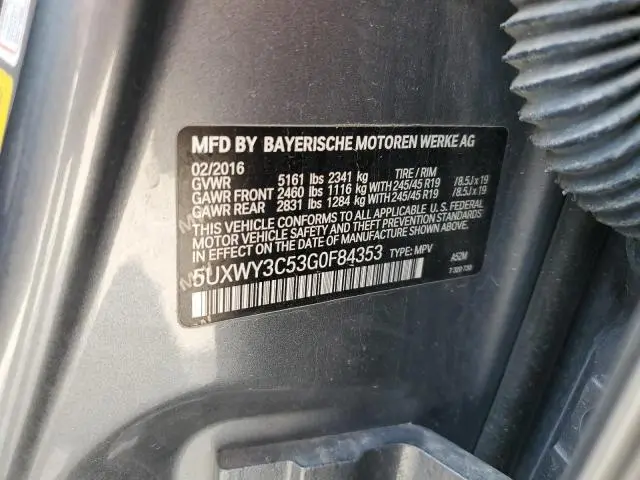 MFD BY BAYERISCHE MOTOREN WERKE AG
02/2016 TIRE / RIM
GVWR 5161 lbs 2341 kg
GAWR FRONT 2460 lbs 1116 kg WITH 245/45 R19 /8.5J x 19
GAWR REAR 2831 lbs 1284 kg WITH 245/45 R19 /8.5J x 19
THIS VEHICLE CONFORMS TO ALL APPLICABLE U.S. FEDERAL
MOTOR VEHICLE SAFETY AND THEFT PREVENTION STANDARDS
IN EFFECT ON THE DATE OF MANUFACTURE SHOWN ABOVE.
5UXWY3C53G0F84353 TYPE: MPV